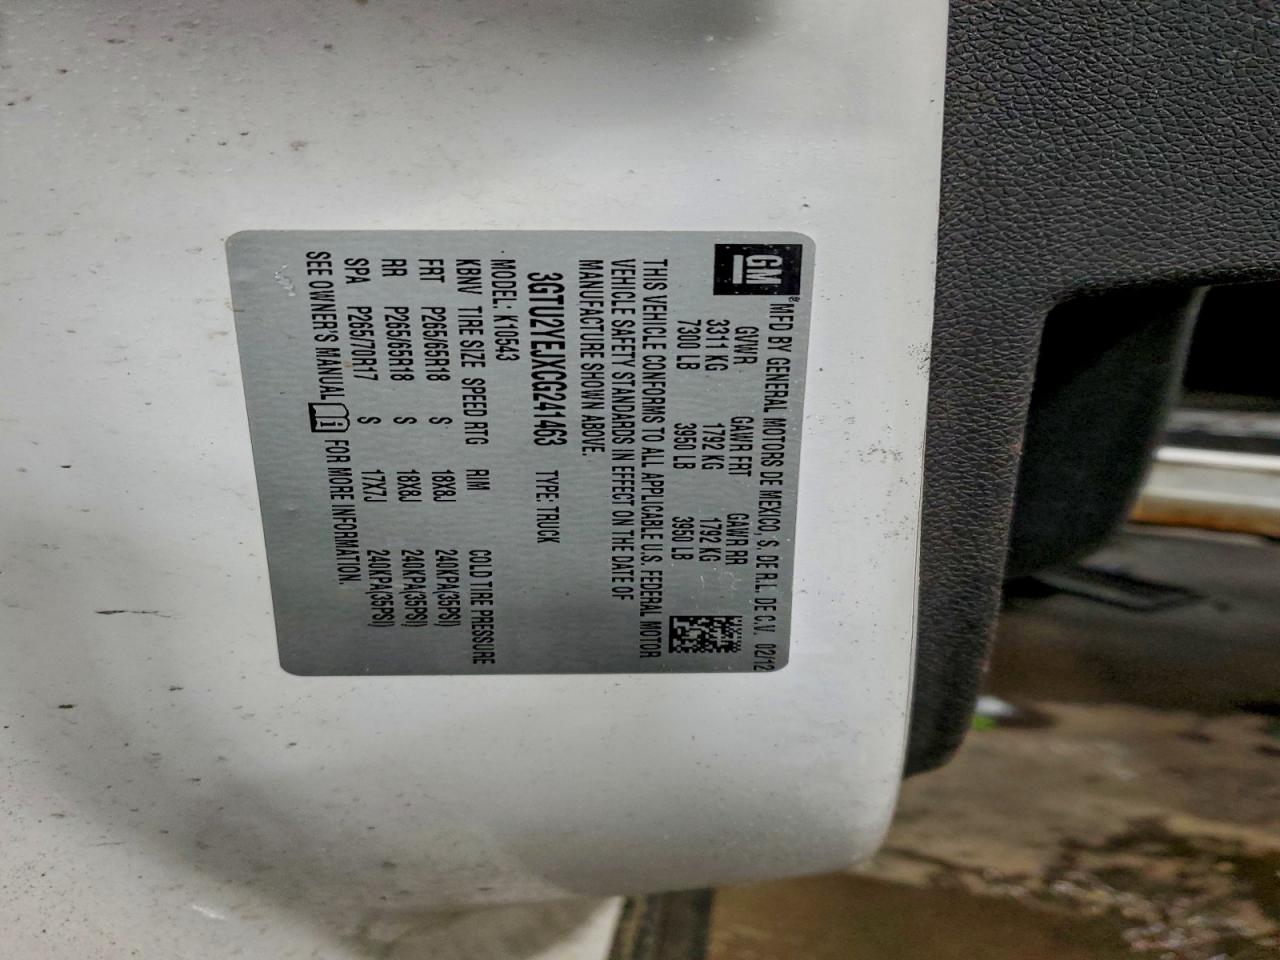 GM
MFD BY GENERAL MOTORS DE MEXICO, S. DE R.L. DE C.V. 02/12
GVWR GAWR FRT GAWR RR
3311 KG 1792 KG 1792 KG
7300 LB 3950 LB 3950 LB
THIS VEHICLE CONFORMS TO ALL APPLICABLE U.S. FEDERAL MOTOR
VEHICLE SAFETY STANDARDS IN EFFECT ON THE DATE OF
MANUFACTURE SHOWN ABOVE.
3GTU2YEJXCG241463 TYPE: TRUCK
MODEL: K10543
KBNV TIRE SIZE SPEED RTG RIM COLD TIRE PRESSURE
FRT P265/65R18 S 18X8J 240KPA(35PSI)
RR P265/65R18 S 18X8J 240KPA(35PSI)
SPA P265/70R17 S 17X7J 240KPA(35PSI)
SEE OWNER'S MANUAL FOR MORE INFORMATION.